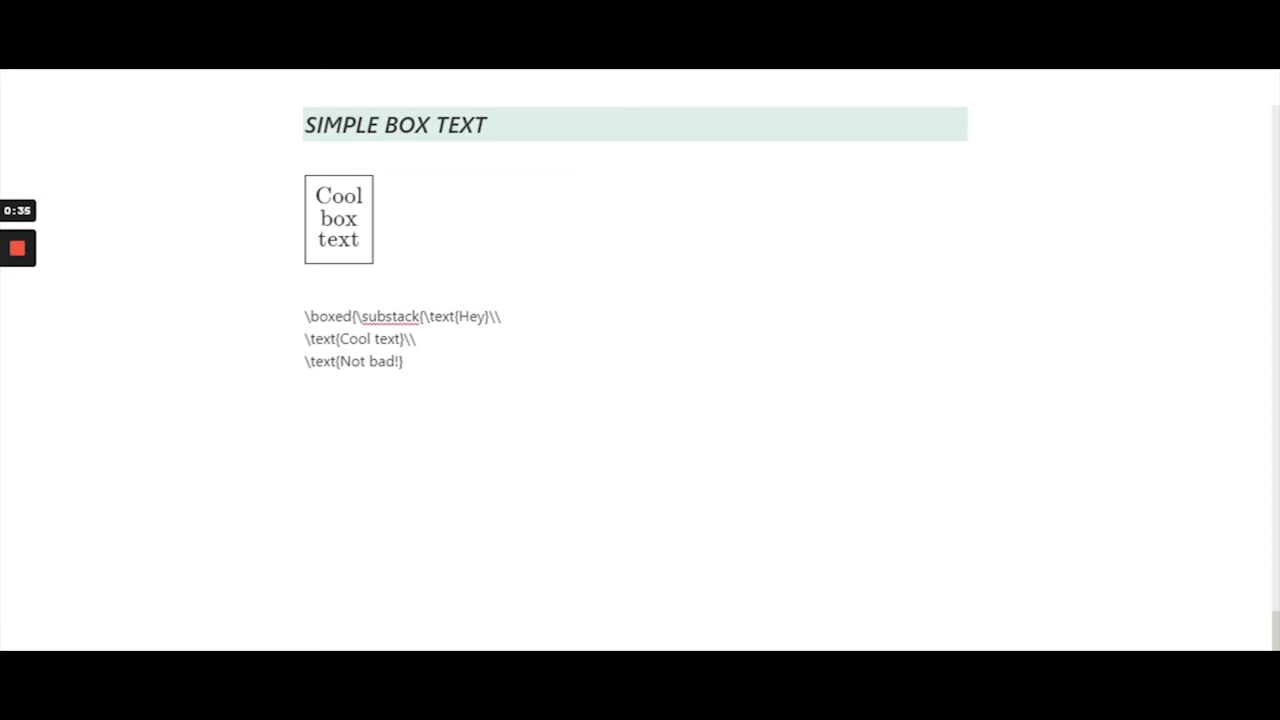 SIMPLE BOX TEXT
Cool
box
text
0:35
\boxed{\substack{\text{Hey}\\
\text{Cool text}\\
\text{Not bad!}